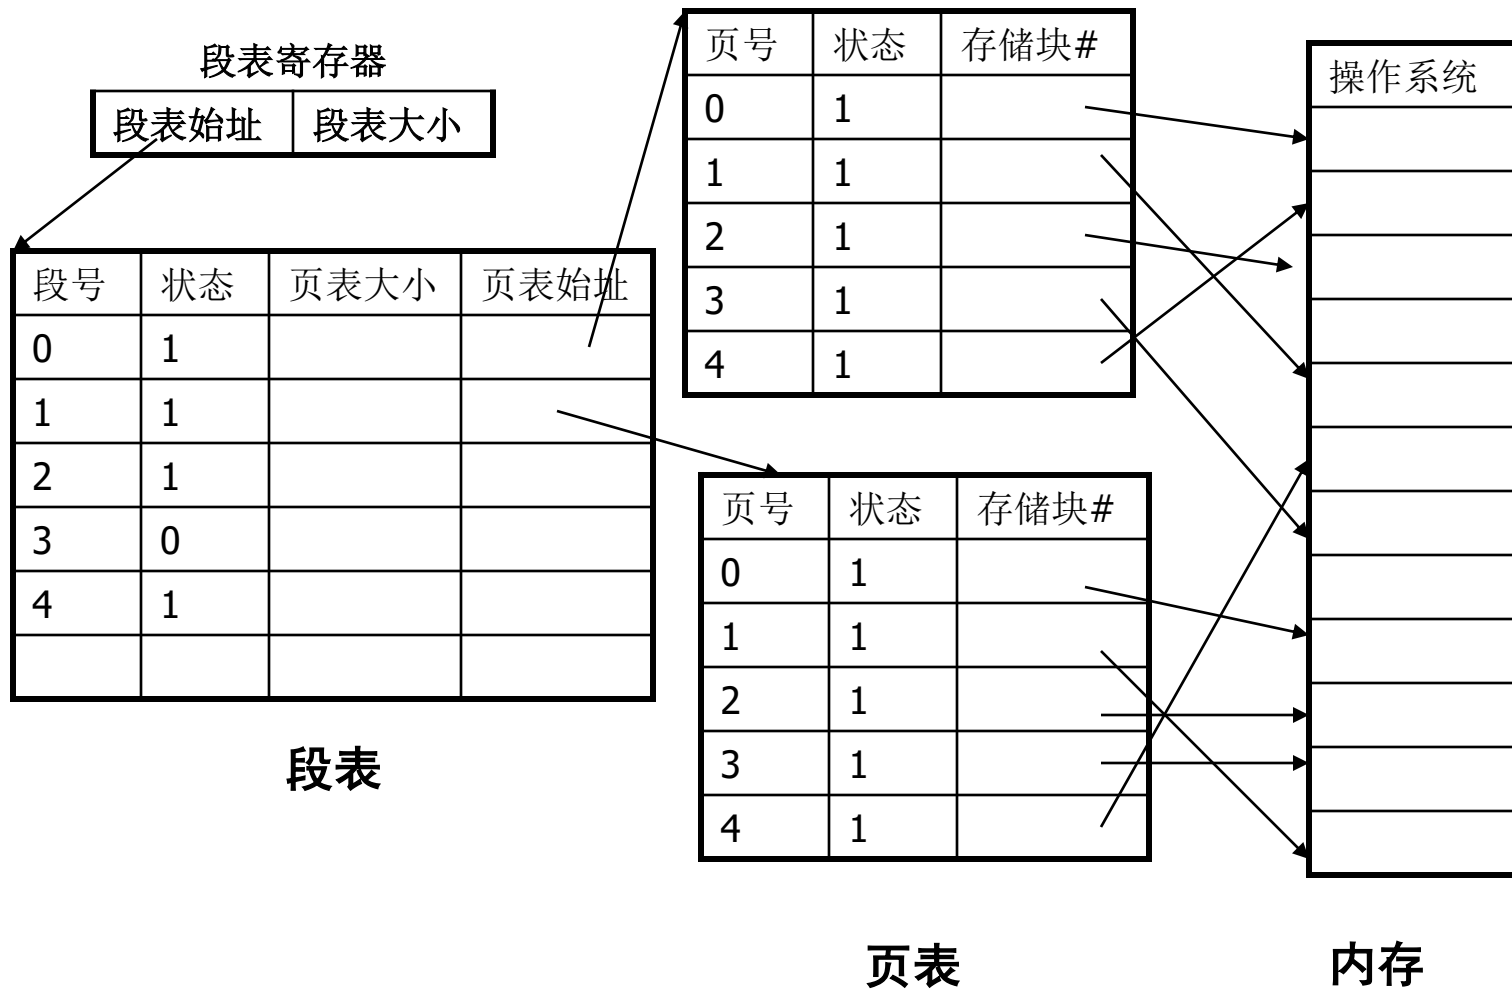 段表寄存器
段表始址 段表大小
段号 状态 页表大小 页表始址
0 1
1 1
2 1
3 0
4 1
段表
页号 状态 存储块#
0 1
1 1
2 1
3 1
4 1
页号 状态 存储块#
0 1
1 1
2 1
3 1
4 1
页表
操作系统
内存